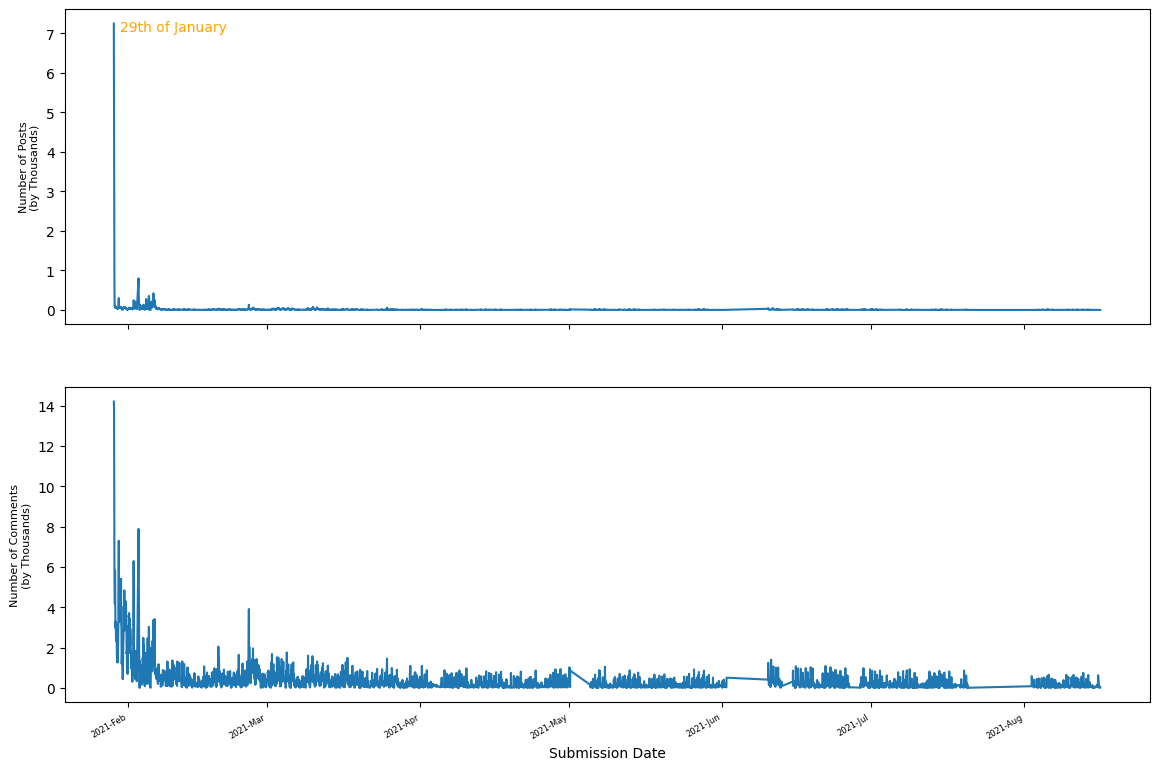 29th of January
7
6
5
4
3
2
1
0
Number of Posts
(by Thousands)
14
12
10
8
6
4
2
0
Number of Comments
(by Thousands)
2021-Feb
2021-Mar
2021-Apr
2021-May
2021-Jun
2021-Jul
2021-Aug
Submission Date